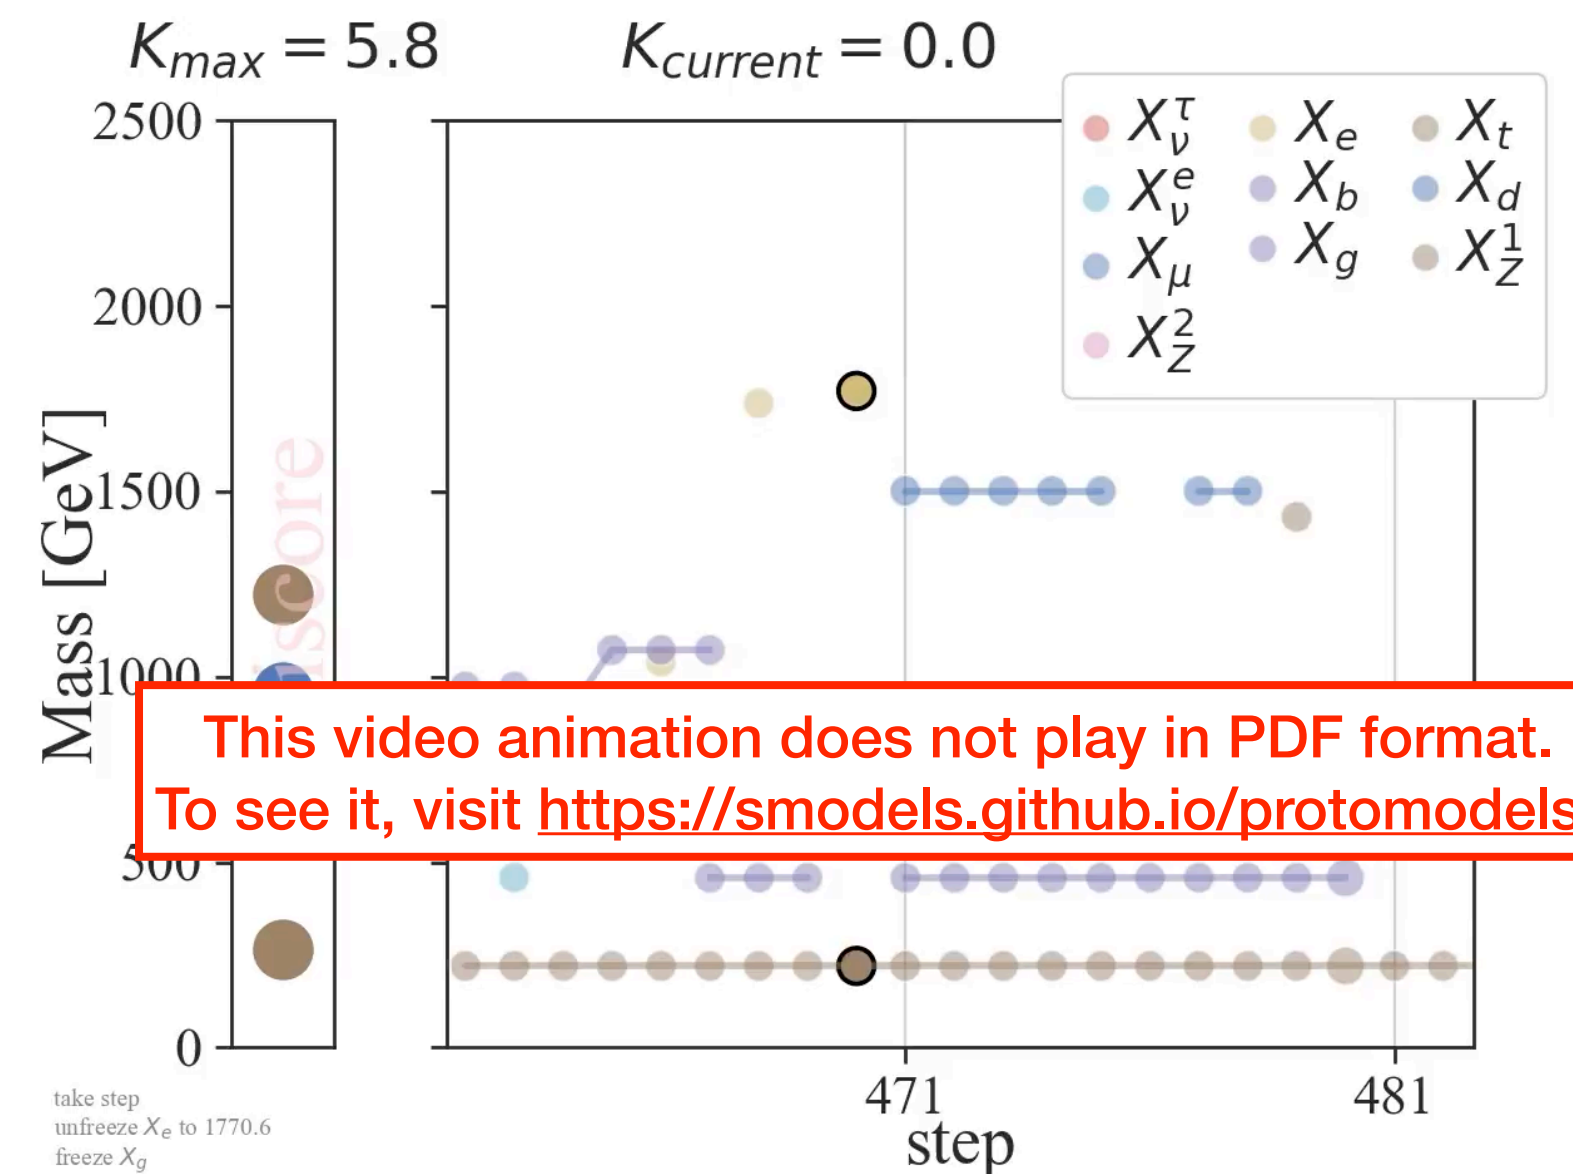 K_max = 5.8 K_current = 0.0
2500
2000
1500
1000
500
0
Mass [GeV]
X_ν^τ
X_ν^e
X_μ
X_Z^2
X_e
X_b
X_g
X_t
X_d
X_Z^1
This video animation does not play in PDF format.
To see it, visit https://smodels.github.io/protomodels
471 481
step
take step
unfreeze X_e to 1770.6
freeze X_g